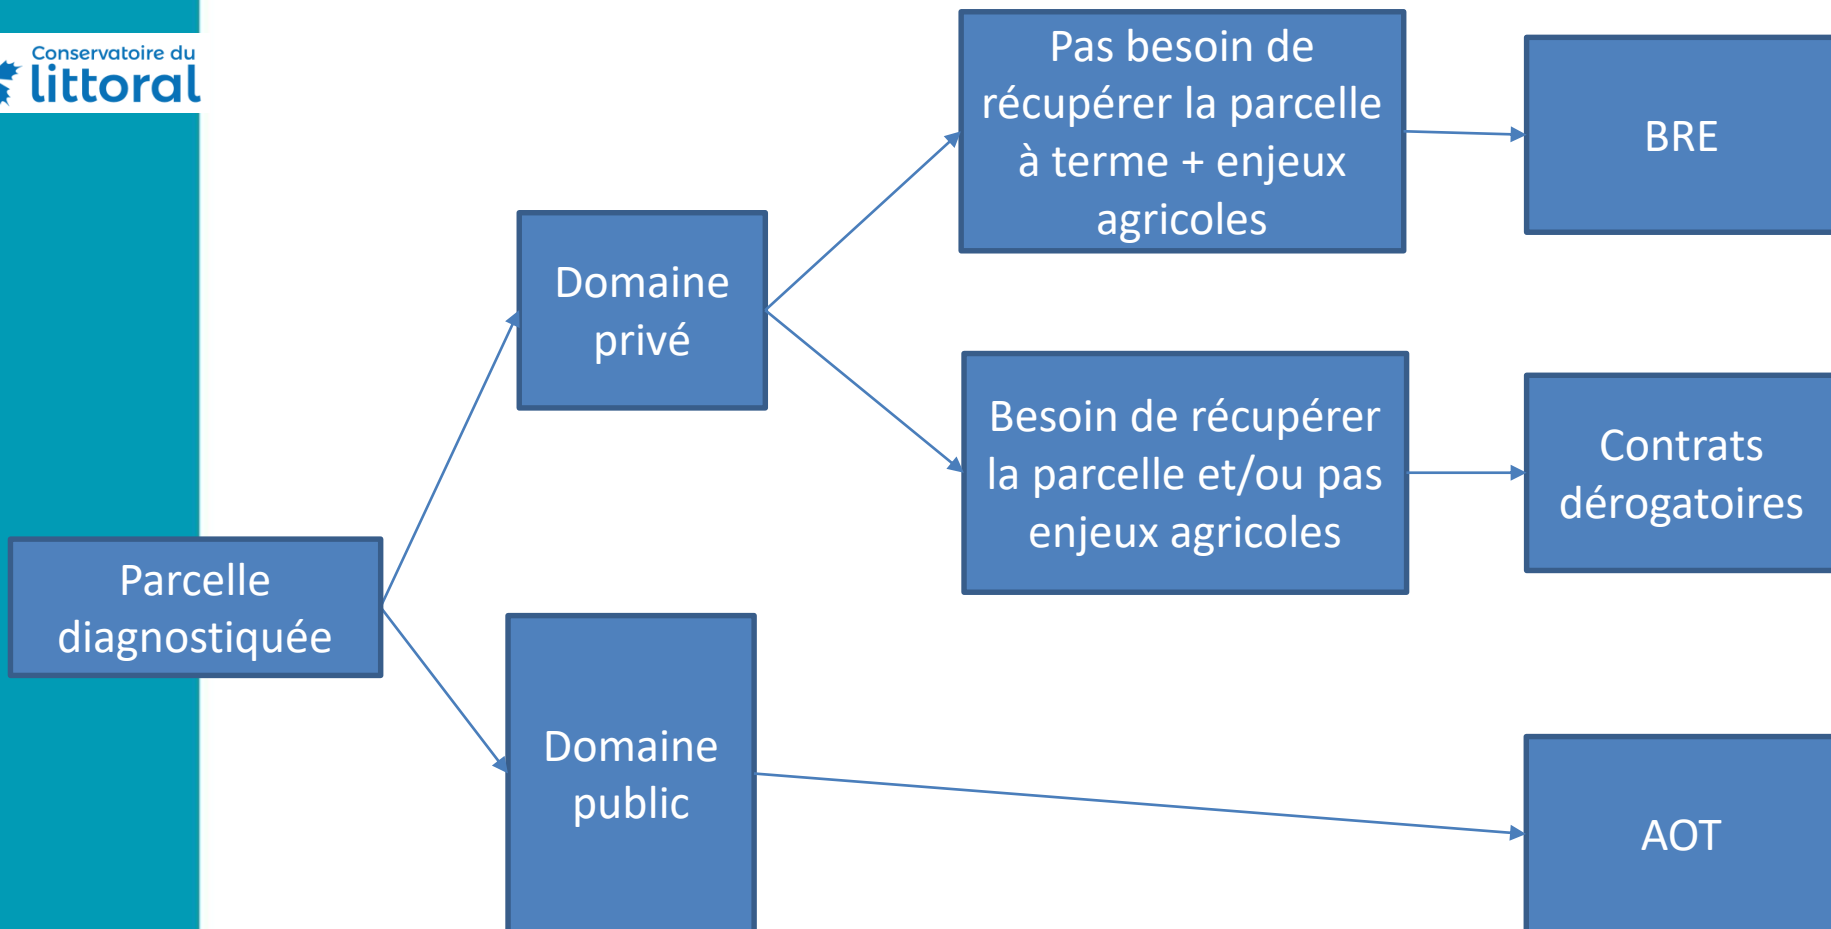 Conservatoire du
littoral
Parcelle
diagnostiquée
Domaine
privé
Domaine
public
Pas besoin de
récupérer la parcelle
à terme + enjeux
agricoles
Besoin de récupérer
la parcelle et/ou pas
enjeux agricoles
BRE
Contrats
dérogatoires
AOT